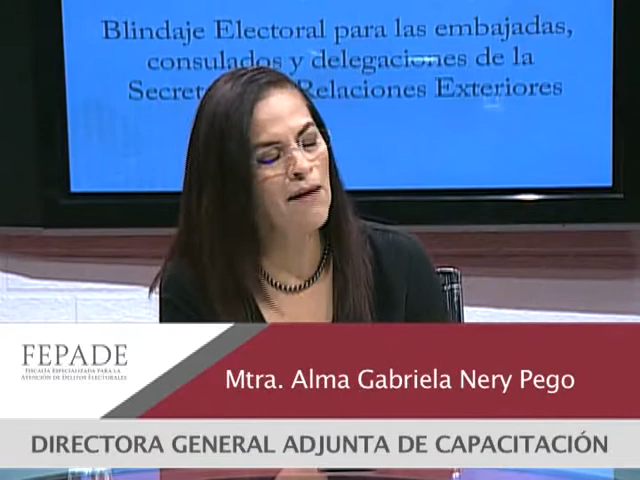 Blindaje Electoral para las embajadas,
consulados y delegaciones de la
Relaciones Exteriores
FEPADE
FISCALÍA ESPECIALIZADA PARA LA
ATENCIÓN DE DELITOS ELECTORALES
Mtra. Alma Gabriela Nery Pego
DIRECTORA GENERAL ADJUNTA DE CAPACITACIÓN